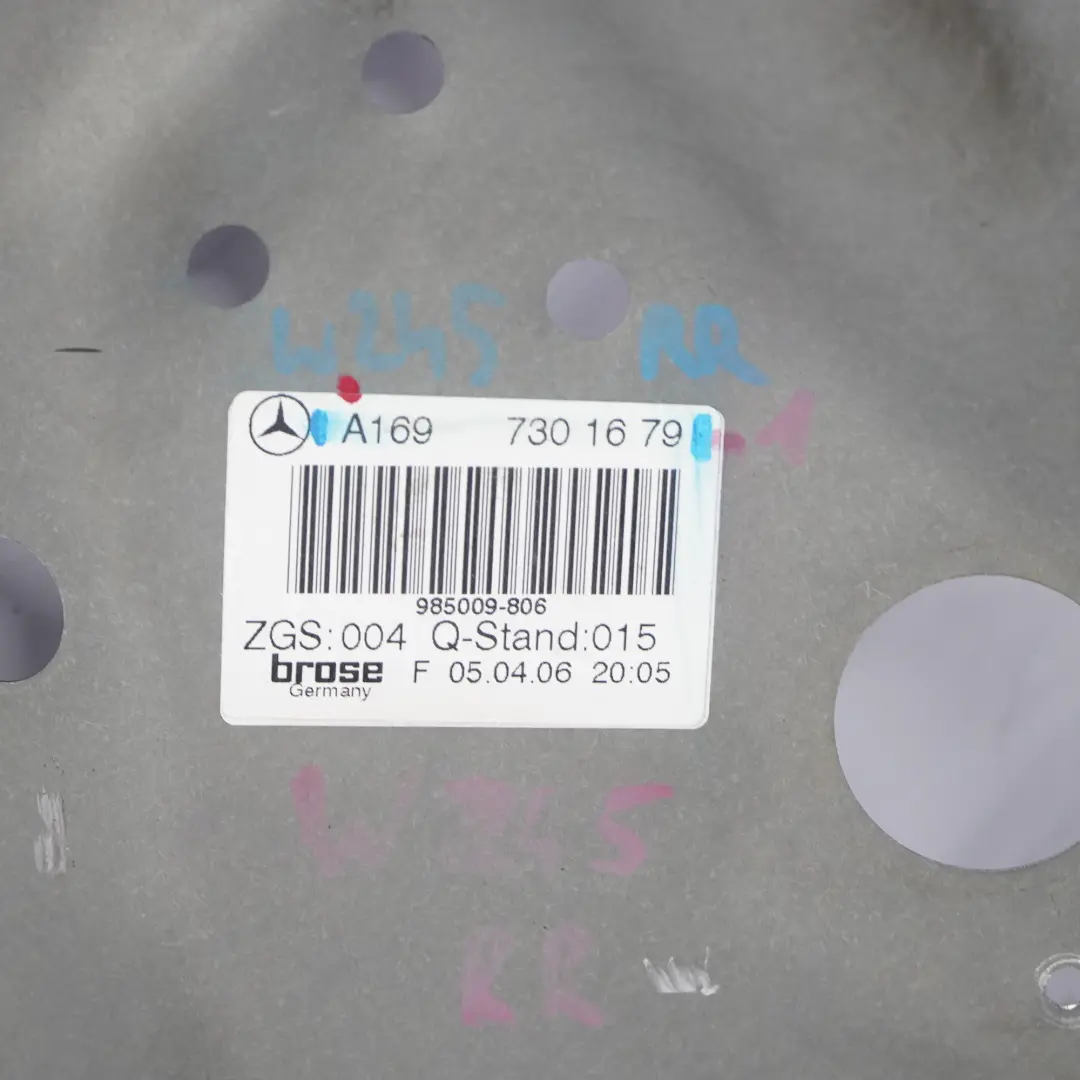 W245 RR
A169 730 16 79
-1
985009-806
ZGS:004 Q-Stand:015
brose F 05.04.06 20:05
Germany
W245
RR